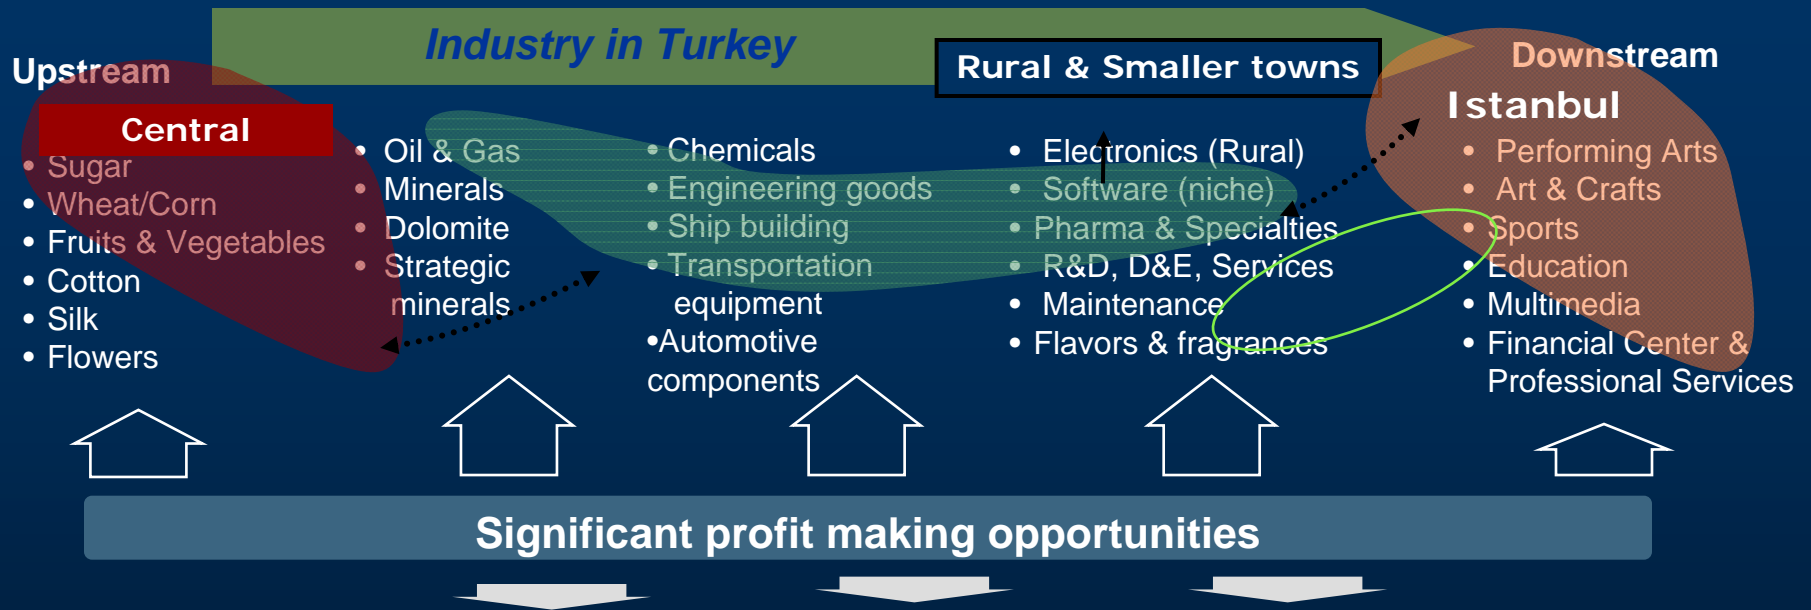 Industry in Turkey
Upstream
Rural & Smaller towns
Downstream
Central
• Sugar
• Wheat/Corn
• Fruits & Vegetables
• Cotton
• Silk
• Flowers
• Oil & Gas
• Minerals
• Dolomite
• Strategic
minerals
• Chemicals
• Engineering goods
• Ship building
• Transportation
equipment
•Automotive
components
• Electronics (Rural)
• Software (niche)
• Pharma & Specialties
• R&D, D&E, Services
• Maintenance
• Flavors & fragrances
Istanbul
• Performing Arts
• Art & Crafts
• Sports
• Education
• Multimedia
• Financial Center &
Professional Services
Significant profit making opportunities